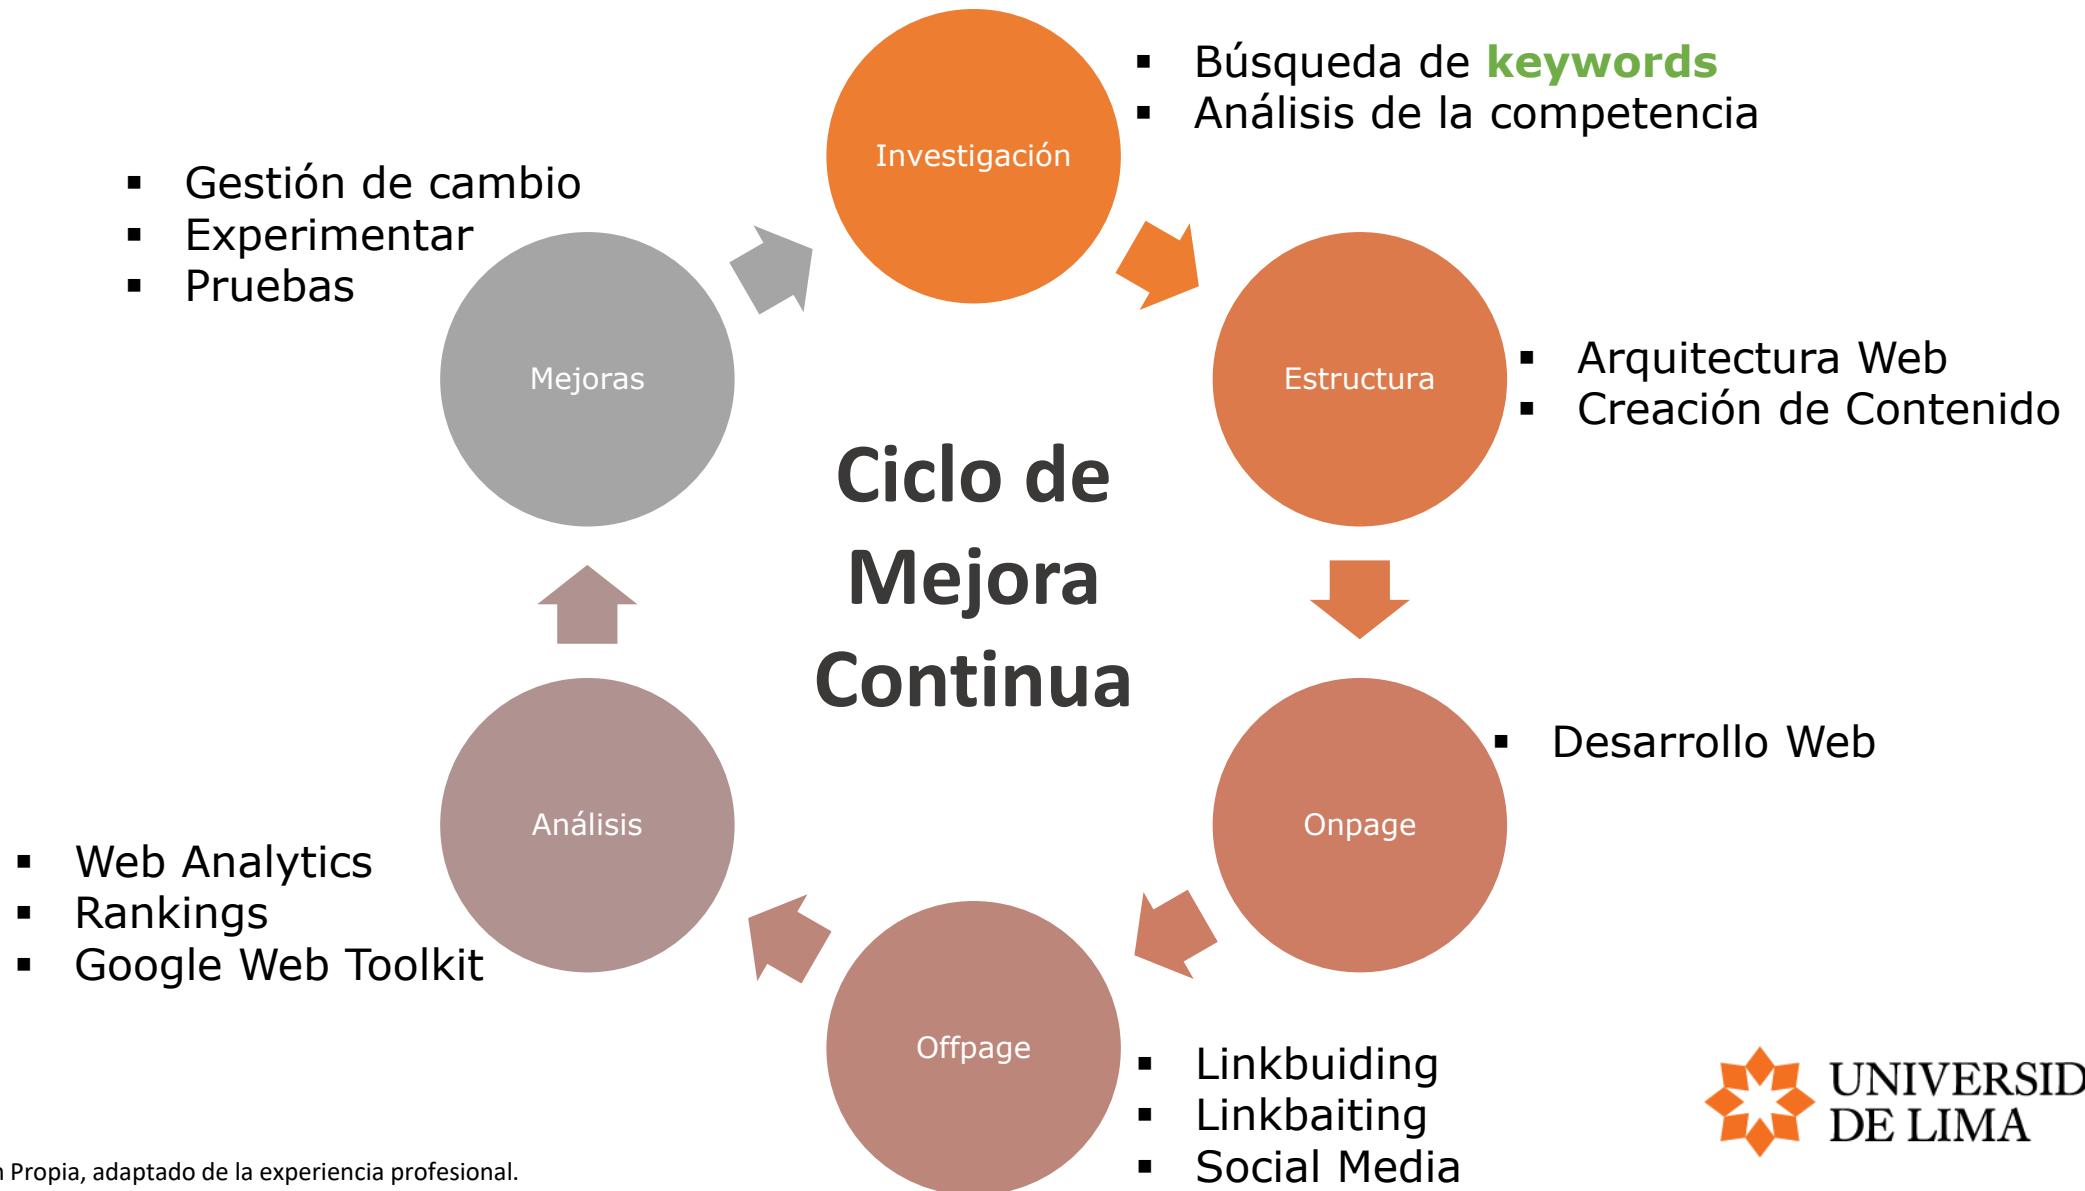 Investigación
▪ Búsqueda de keywords
▪ Análisis de la competencia
Estructura
▪ Arquitectura Web
▪ Creación de Contenido
Onpage
▪ Desarrollo Web
Offpage
▪ Linkbuiding
▪ Linkbaiting
▪ Social Media
Análisis
▪ Web Analytics
▪ Rankings
▪ Google Web Toolkit
Mejoras
▪ Gestión de cambio
▪ Experimentar
▪ Pruebas
Ciclo de
Mejora
Continua
UNIVERSID
DE LIMA
n Propia, adaptado de la experiencia profesional.